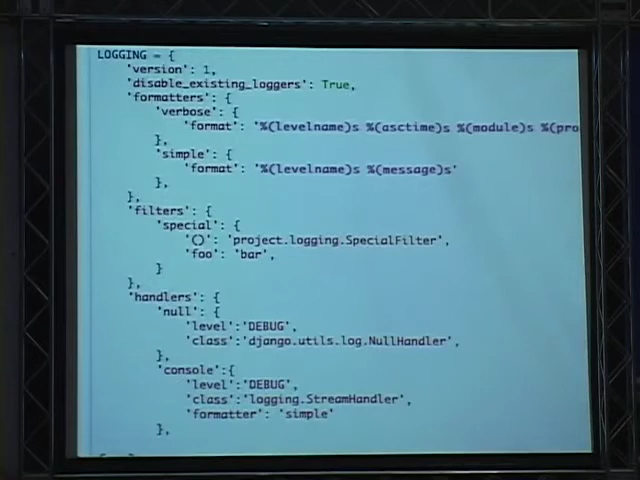 LOGGING = {
'version': 1,
'disable_existing_loggers': True,
'formatters': {
'verbose': {
'format': '%(levelname)s %(asctime)s %(module)s %(pro
},
'simple': {
'format': '%(levelname)s %(message)s'
},
},
'filters': {
'special': {
'()': 'project.logging.SpecialFilter',
'foo': 'bar',
}
},
'handlers': {
'null': {
'level':'DEBUG',
'class':'django.utils.log.NullHandler',
},
'console':{
'level':'DEBUG',
'class':'logging.StreamHandler',
'formatter': 'simple'
},